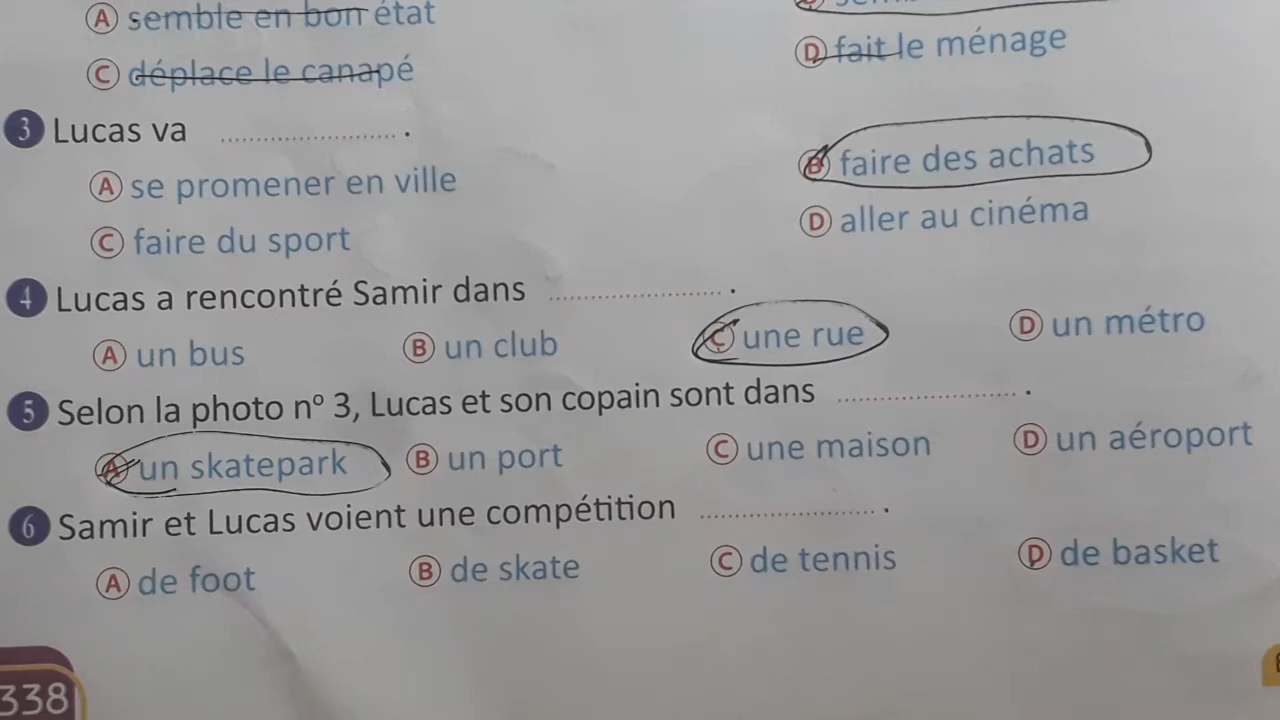 A semble en bon état
D fait le ménage
C déplace le canapé
3 Lucas va ........................ .
A se promener en ville
B faire des achats
C faire du sport
D aller au cinéma
4 Lucas a rencontré Samir dans ........................ .
A un bus B un club C une rue D un métro
5 Selon la photo nº 3, Lucas et son copain sont dans ........................ .
A un skatepark B un port C une maison D un aéroport
6 Samir et Lucas voient une compétition ........................ .
A de foot B de skate C de tennis D de basket
338